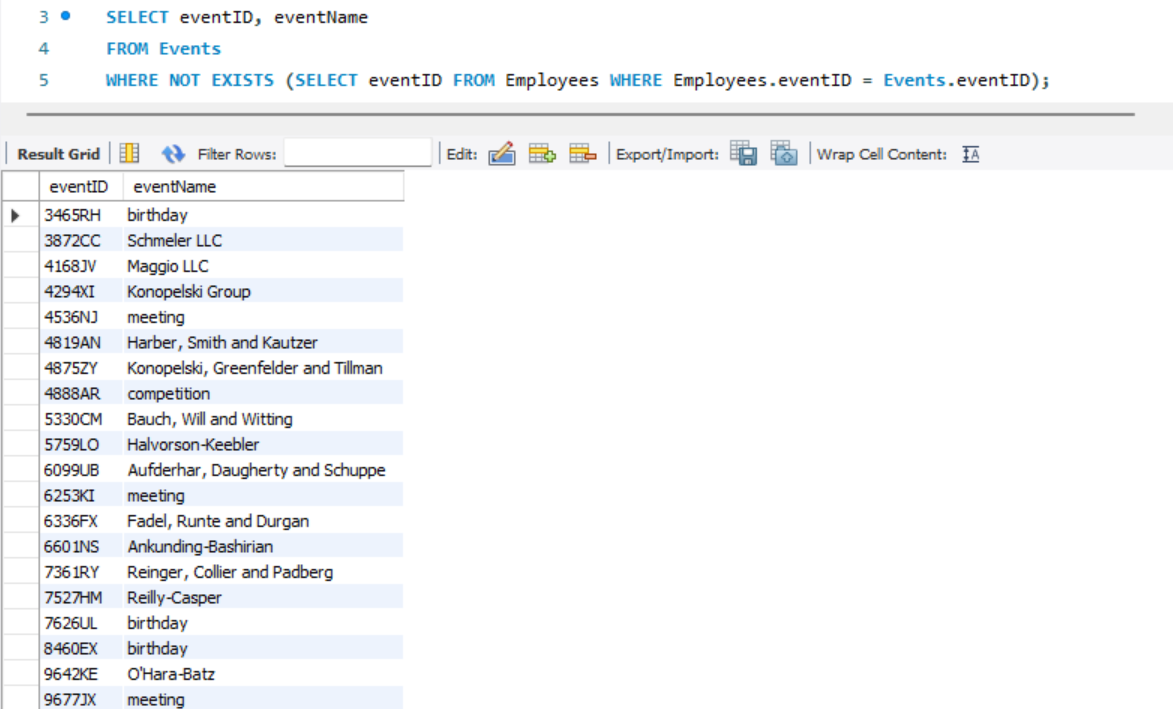 3 SELECT eventID, eventName
4 FROM Events
5 WHERE NOT EXISTS (SELECT eventID FROM Employees WHERE Employees.eventID = Events.eventID);
Result Grid Filter Rows: Edit: Export/Import: Wrap Cell Content: IA
eventID eventName
3465RH birthday
3872CC Schmeler LLC
4168JV Maggio LLC
4294XI Konopelski Group
4536NJ meeting
4819AN Harber, Smith and Kautzer
4875ZY Konopelski, Greenfelder and Tillman
4888AR competition
5330CM Bauch, Will and Witting
5759LO Halvorson-Keebler
6099UB Aufderhar, Daugherty and Schuppe
6253KI meeting
6336FX Fadel, Runte and Durgan
6601NS Ankunding-Bashirian
7361RY Reinger, Collier and Padberg
7527HM Reilly-Casper
7626UL birthday
8460EX birthday
9642KE O'Hara-Batz
9677JX meeting